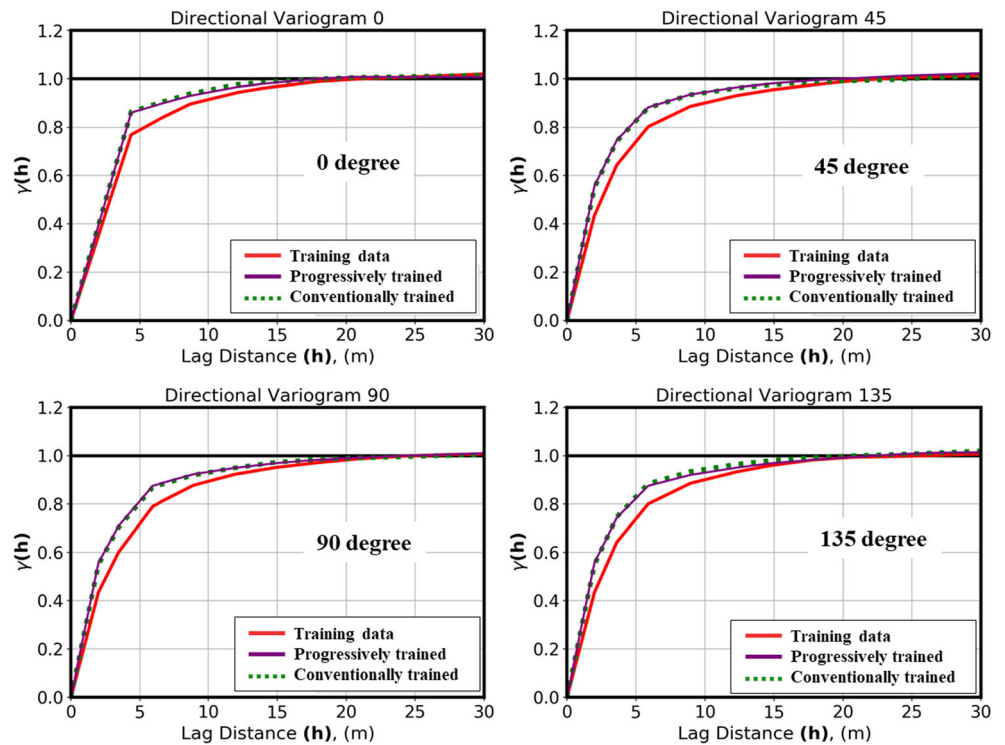 Directional Variogram 0
1.2
1.0
0.8
0.6
0.4
0.2
0.0
γ(h)
0 degree
Training data
Progressively trained
Conventionally trained
0 5 10 15 20 25 30
Lag Distance (h), (m)
Directional Variogram 45
1.2
1.0
0.8
0.6
0.4
0.2
0.0
γ(h)
45 degree
Training data
Progressively trained
Conventionally trained
0 5 10 15 20 25 30
Lag Distance (h), (m)
Directional Variogram 90
1.2
1.0
0.8
0.6
0.4
0.2
0.0
γ(h)
90 degree
Training data
Progressively trained
Conventionally trained
0 5 10 15 20 25 30
Lag Distance (h), (m)
Directional Variogram 135
1.2
1.0
0.8
0.6
0.4
0.2
0.0
γ(h)
135 degree
Training data
Progressively trained
Conventionally trained
0 5 10 15 20 25 30
Lag Distance (h), (m)